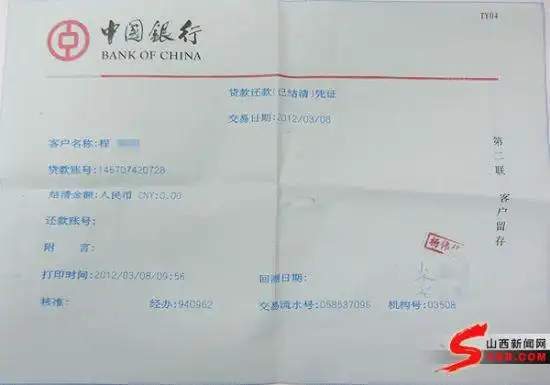 TY04
中國銀行
BANK OF CHINA
贷款还款(已结清)凭证
交易日期:2012/03/08
客户名称:程
贷款账号:146707420728
结清金额:人民币 CNY:0.00
还款账号:
附 言:
打印时间:2012/03/08/09:56 回溯日期:
核准: 经办:940962 交易流水号:058537095 机构号:03508
第二联 客户留存
山西新闻网